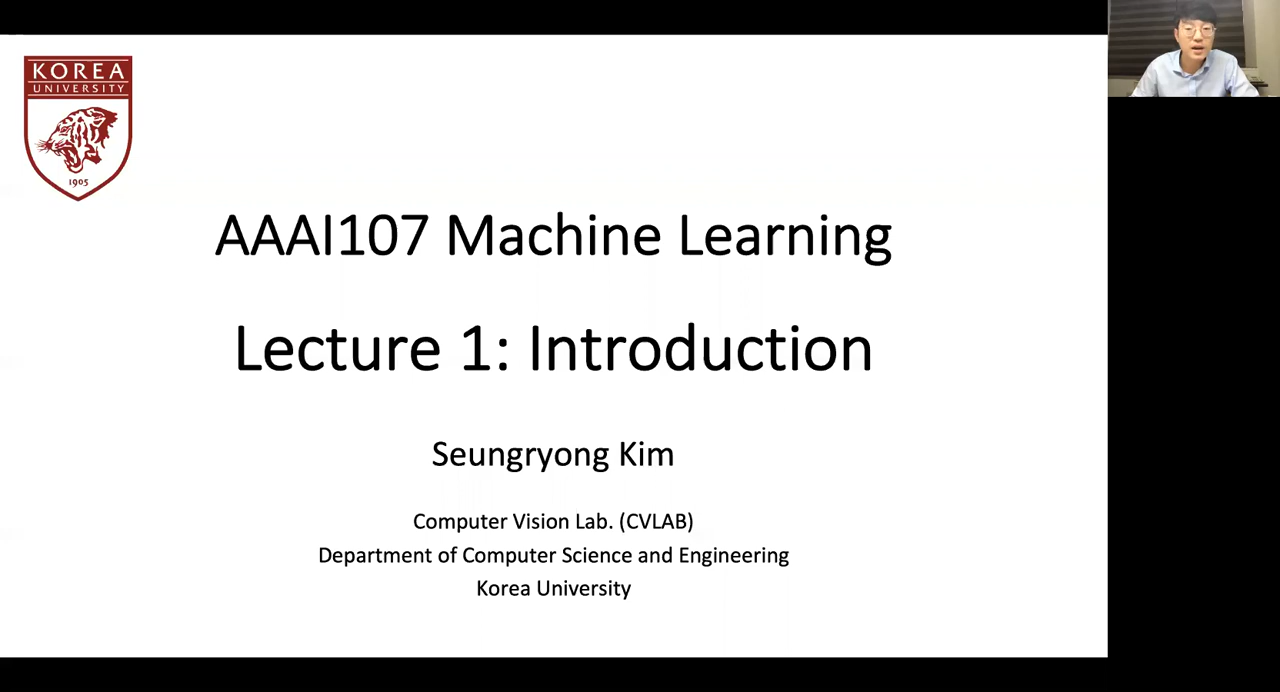 KOREA
UNIVERSITY
1905
AAAI107 Machine Learning
Lecture 1: Introduction
Seungryong Kim
Computer Vision Lab. (CVLAB)
Department of Computer Science and Engineering
Korea University